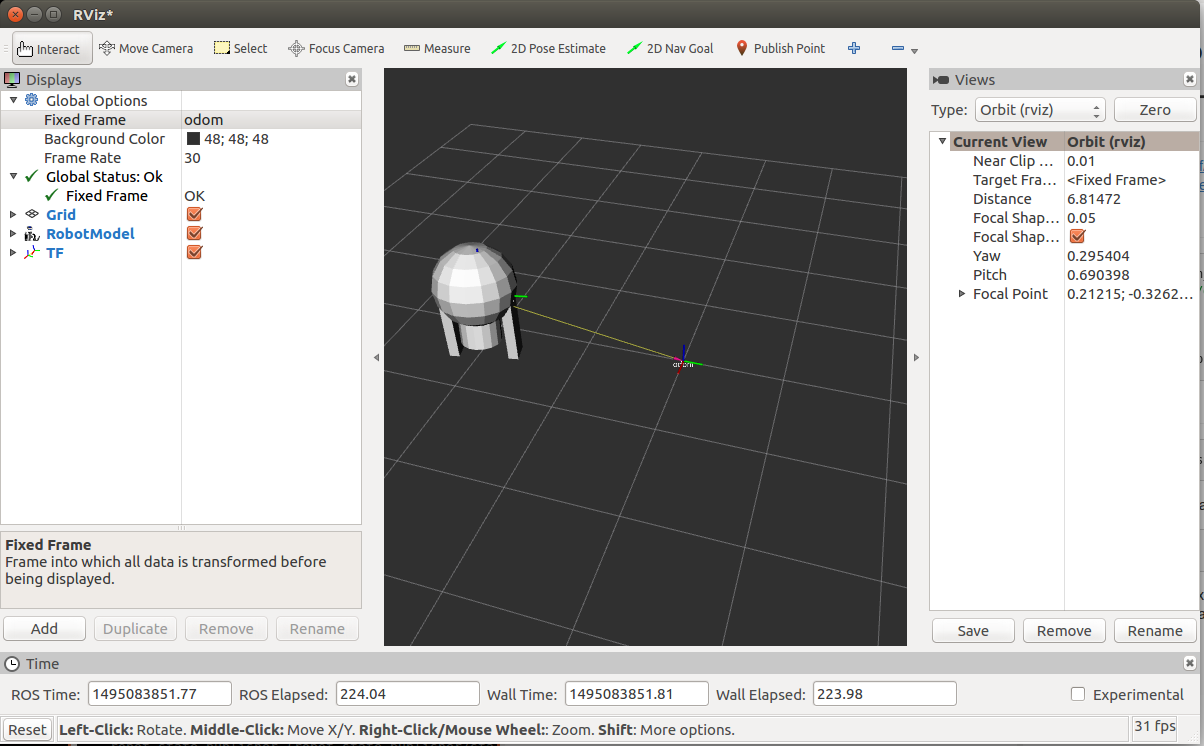 RViz*
Interact Move Camera Select Focus Camera Measure 2D Pose Estimate 2D Nav Goal Publish Point
Displays
Global Options
Fixed Frame odom
Background Color 48; 48; 48
Frame Rate 30
Global Status: Ok
Fixed Frame OK
Grid
RobotModel
TF
Fixed Frame
Frame into which all data is transformed before
being displayed.
Add Duplicate Remove Rename
odom
Views
Type: Orbit (rviz) Zero
Current View Orbit (rviz)
Near Clip ... 0.01
Target Fra... <Fixed Frame>
Distance 6.81472
Focal Shap... 0.05
Focal Shap...
Yaw 0.295404
Pitch 0.690398
Focal Point 0.21215; -0.3262...
Save Remove Rename
Time
ROS Time: 1495083851.77 ROS Elapsed: 224.04 Wall Time: 1495083851.81 Wall Elapsed: 223.98 Experimental
Reset Left-Click: Rotate. Middle-Click: Move X/Y. Right-Click/Mouse Wheel:: Zoom. Shift: More options. 31 fps